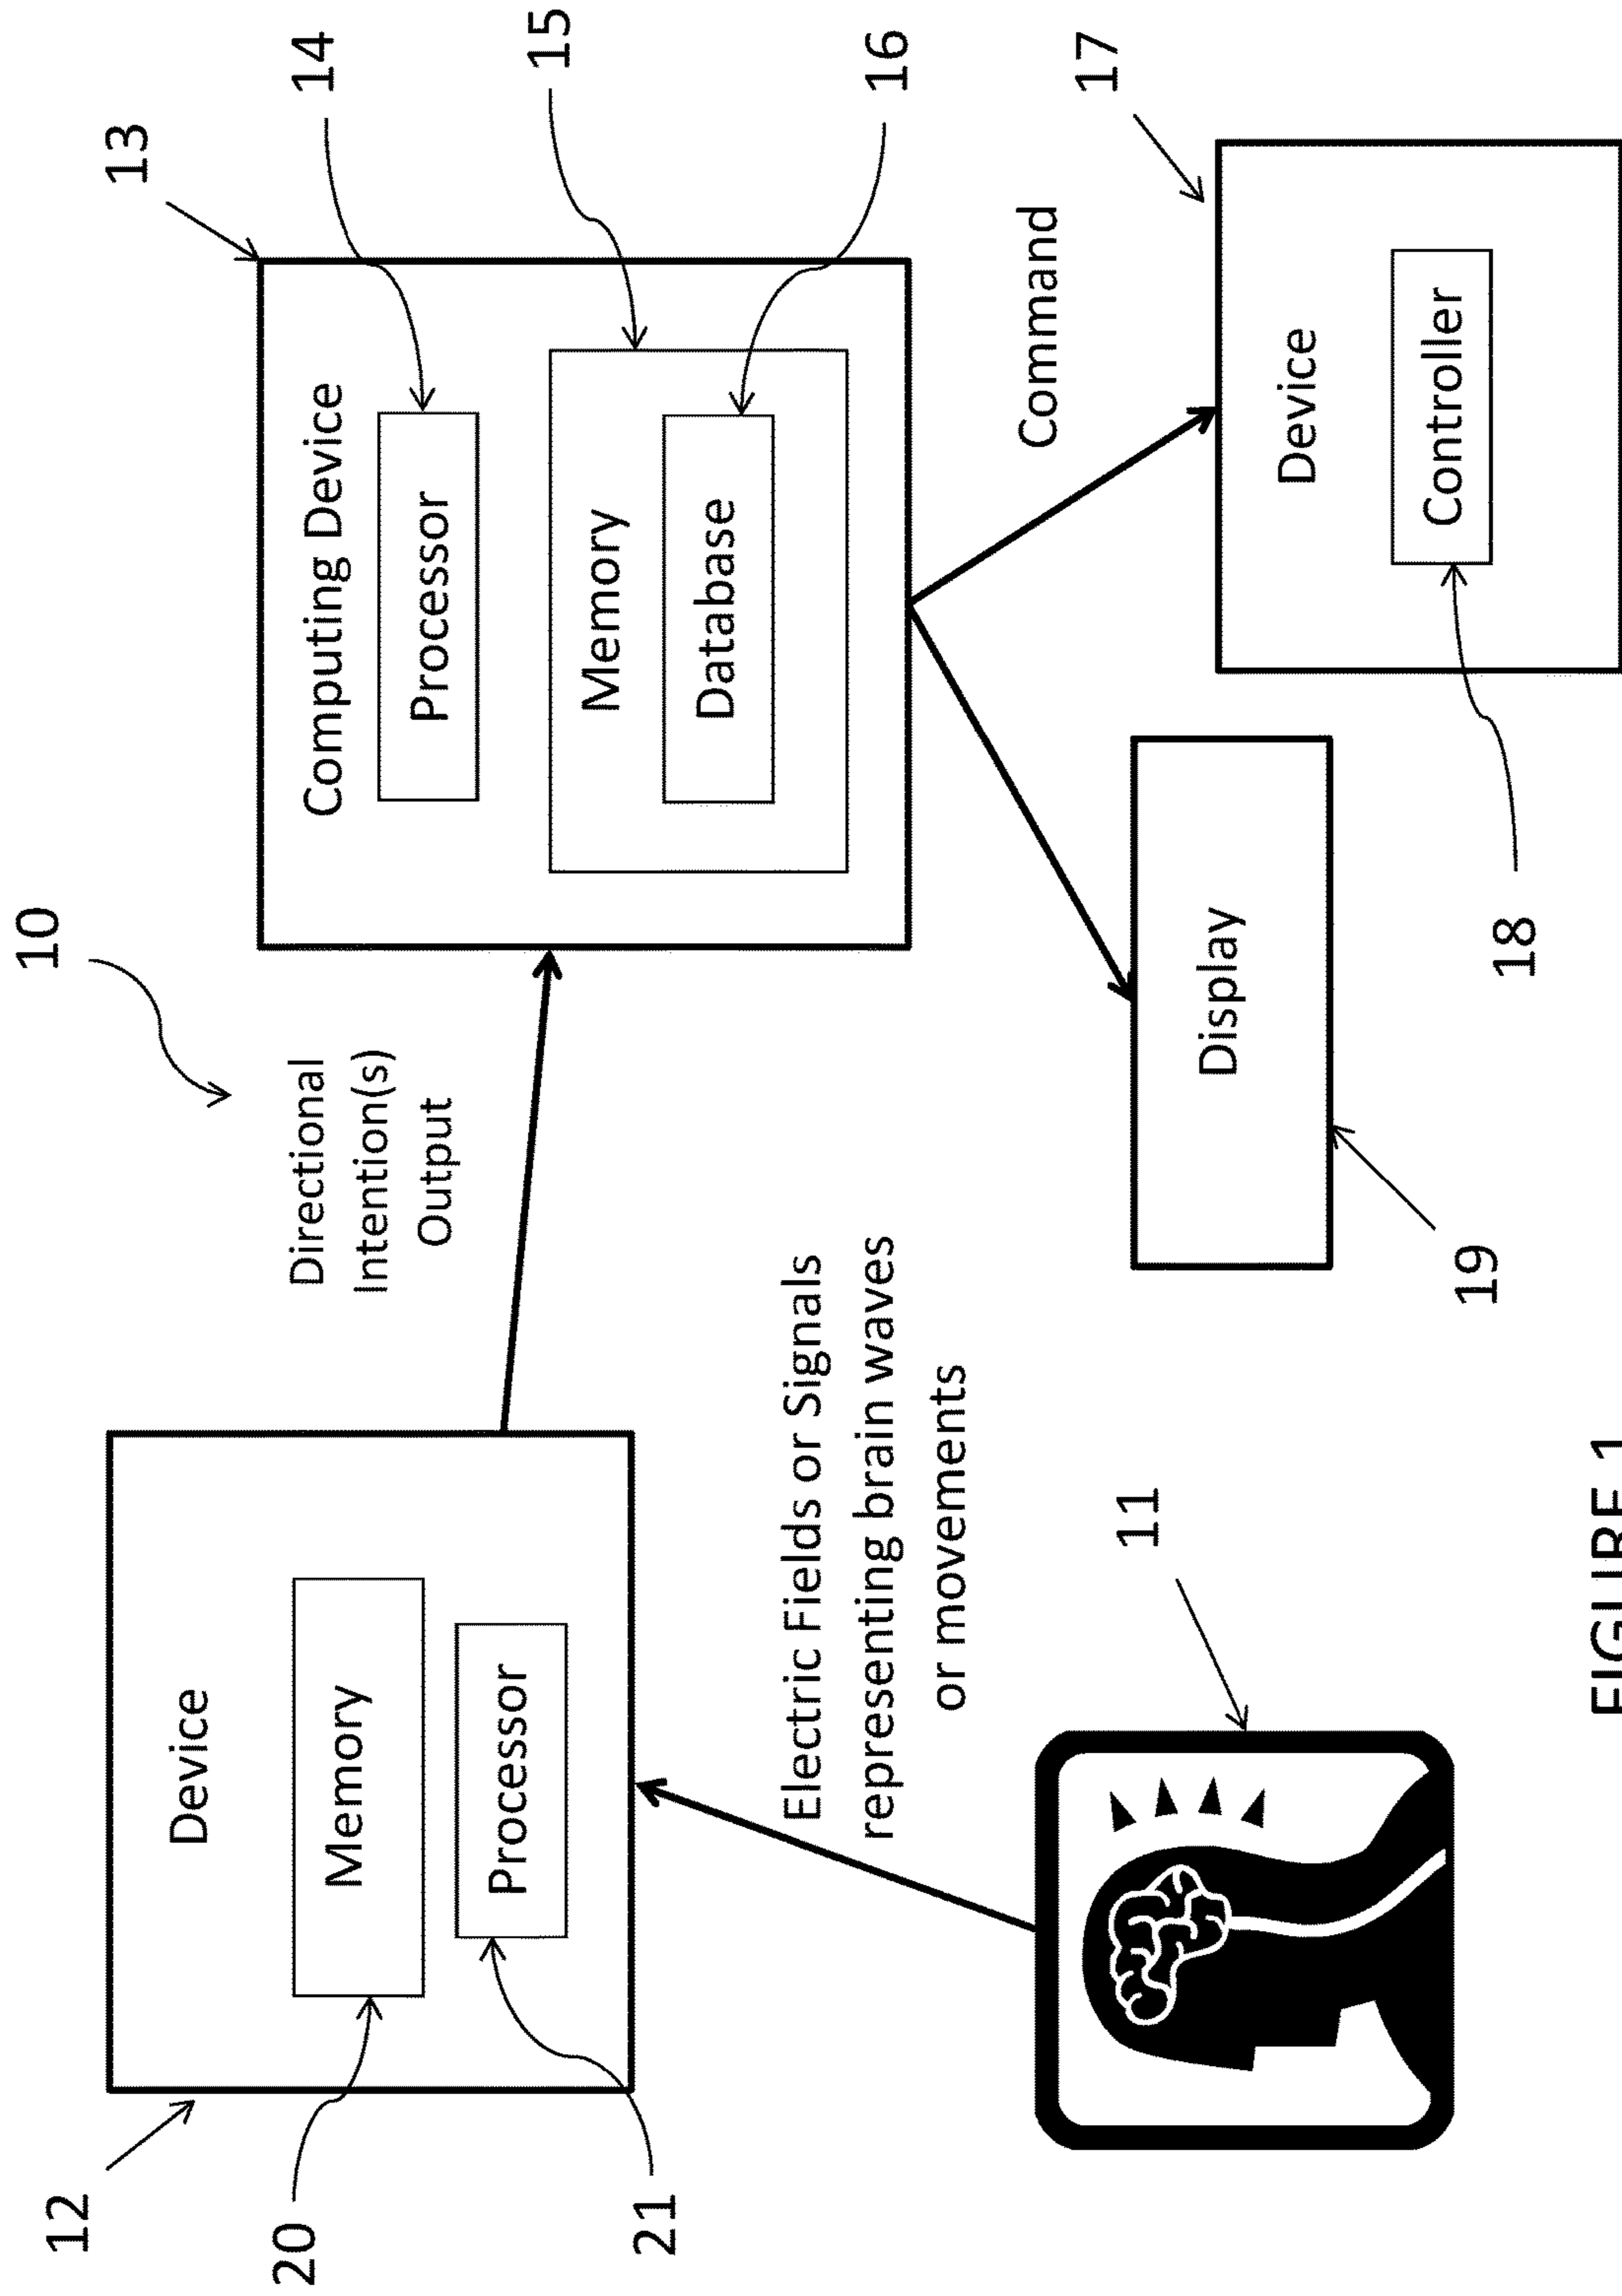 10
12
Device
20
Memory
21
Processor
Directional
Intention(s)
Output
13
Computing Device
14
Processor
15
Memory
16
Database
Electric Fields or Signals
representing brain waves
or movements
11
Command
17
Device
Controller
18
Display
19
FIGURE 1